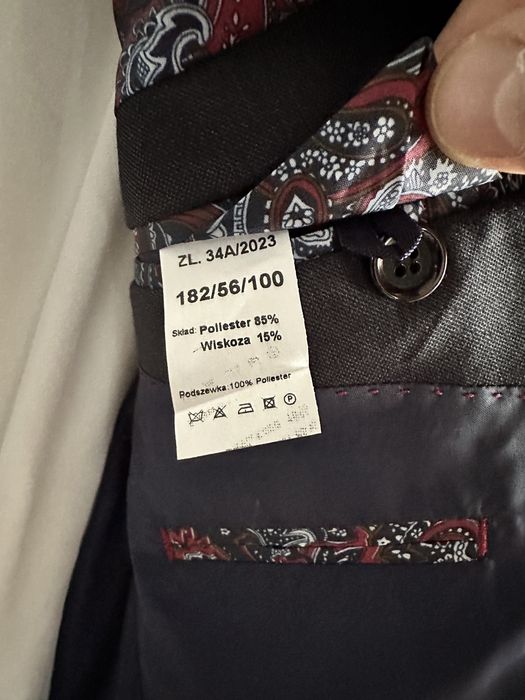 ZL. 34A/2023
182/56/100
Skład: Poliester 85%
Wiskoza 15%
Podszewka:100% Poliester
P